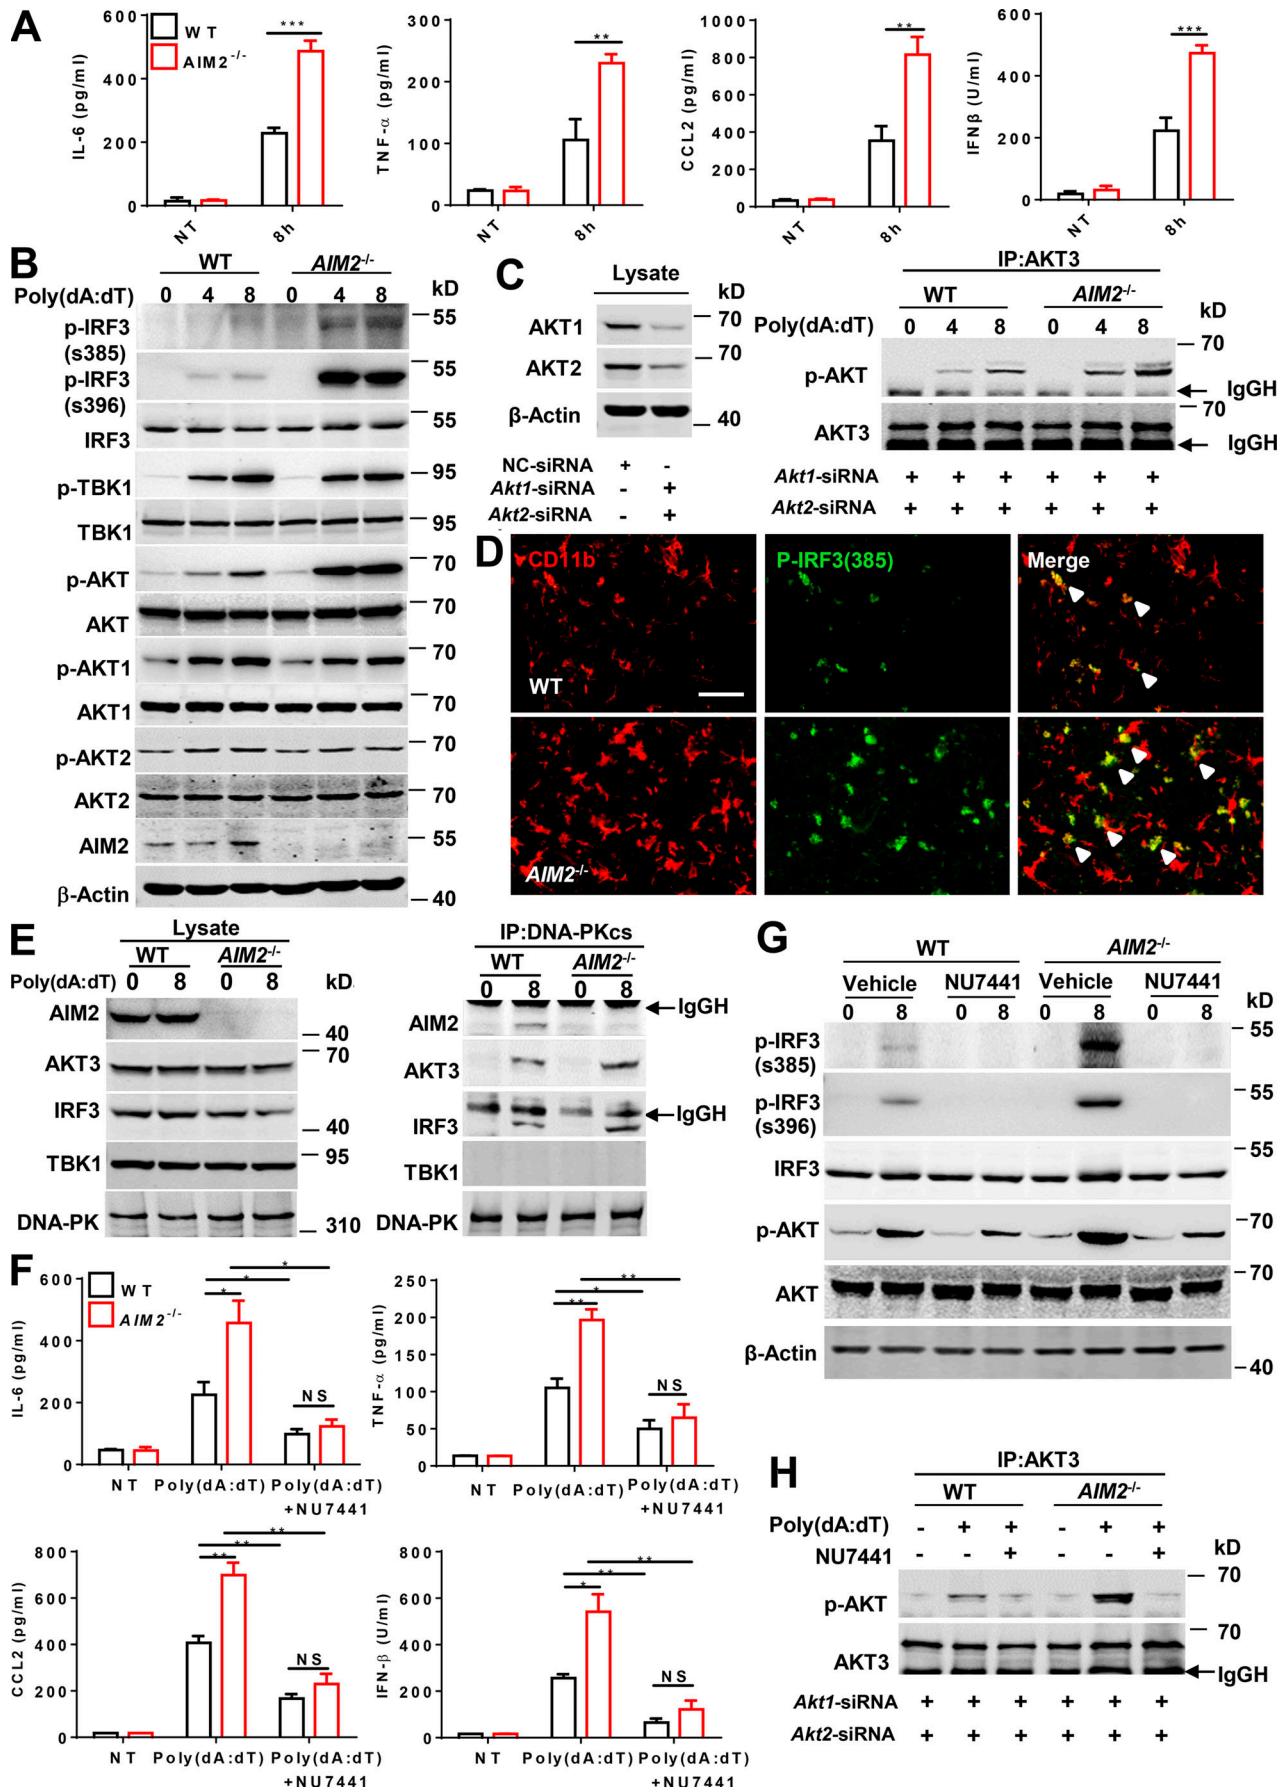 A
WT
AIM2-/-
IL-6 (pg/ml)
600
400
200
0
***
NT
8h
TNF-α (pg/ml)
300
200
100
0
**
NT
8h
CCL2 (pg/ml)
1000
800
600
400
200
0
**
NT
8h
IFNβ (U/ml)
600
400
200
0
***
NT
8h
B
WT AIM2-/-
Poly(dA:dT) 0 4 8 0 4 8 kD
p-IRF3 (s385) 55
p-IRF3 (s396) 55
IRF3 55
p-TBK1 95
TBK1 95
p-AKT 70
AKT 70
p-AKT1 70
AKT1 70
p-AKT2 70
AKT2 70
AIM2 55
β-Actin 40
C
Lysate
kD
AKT1 70
AKT2 70
β-Actin 40
NC-siRNA + -
Akt1-siRNA - +
Akt2-siRNA - +
IP:AKT3
WT AIM2-/-
Poly(dA:dT) 0 4 8 0 4 8 kD
70
p-AKT IgGH
70
AKT3 IgGH
Akt1-siRNA + + + + + +
Akt2-siRNA + + + + + +
D
CD11b P-IRF3(385) Merge
WT
AIM2-/-
E
Lysate
WT AIM2-/-
Poly(dA:dT) 0 8 0 8 kD
AIM2 40
AKT3 70
IRF3 40
TBK1 95
DNA-PK 310
IP:DNA-PKcs
WT AIM2-/-
0 8 0 8
IgGH
AIM2
AKT3
IRF3 IgGH
TBK1
DNA-PK
F
WT
AIM2-/-
IL-6 (pg/ml)
600
400
200
0
* * *
NS
NT Poly(dA:dT) Poly(dA:dT)
+NU7441
TNF-α (pg/ml)
250
200
150
100
50
0
** * **
NS
NT Poly(dA:dT) Poly(dA:dT)
+NU7441
CCL2 (pg/ml)
800
600
400
200
0
** ** **
NS
NT Poly(dA:dT) Poly(dA:dT)
+NU7441
IFN-β (U/ml)
800
600
400
200
0
* ** **
NS
NT Poly(dA:dT) Poly(dA:dT)
+NU7441
G
WT AIM2-/-
Vehicle NU7441 Vehicle NU7441
0 8 0 8 0 8 0 8 kD
p-IRF3 (s385) 55
p-IRF3 (s396) 55
IRF3 55
p-AKT 70
AKT 70
β-Actin 40
H
IP:AKT3
WT AIM2-/-
Poly(dA:dT) - + + - + +
NU7441 - - + - - + kD
p-AKT 70
AKT3 70
IgGH
Akt1-siRNA + + + + + +
Akt2-siRNA + + + + + +